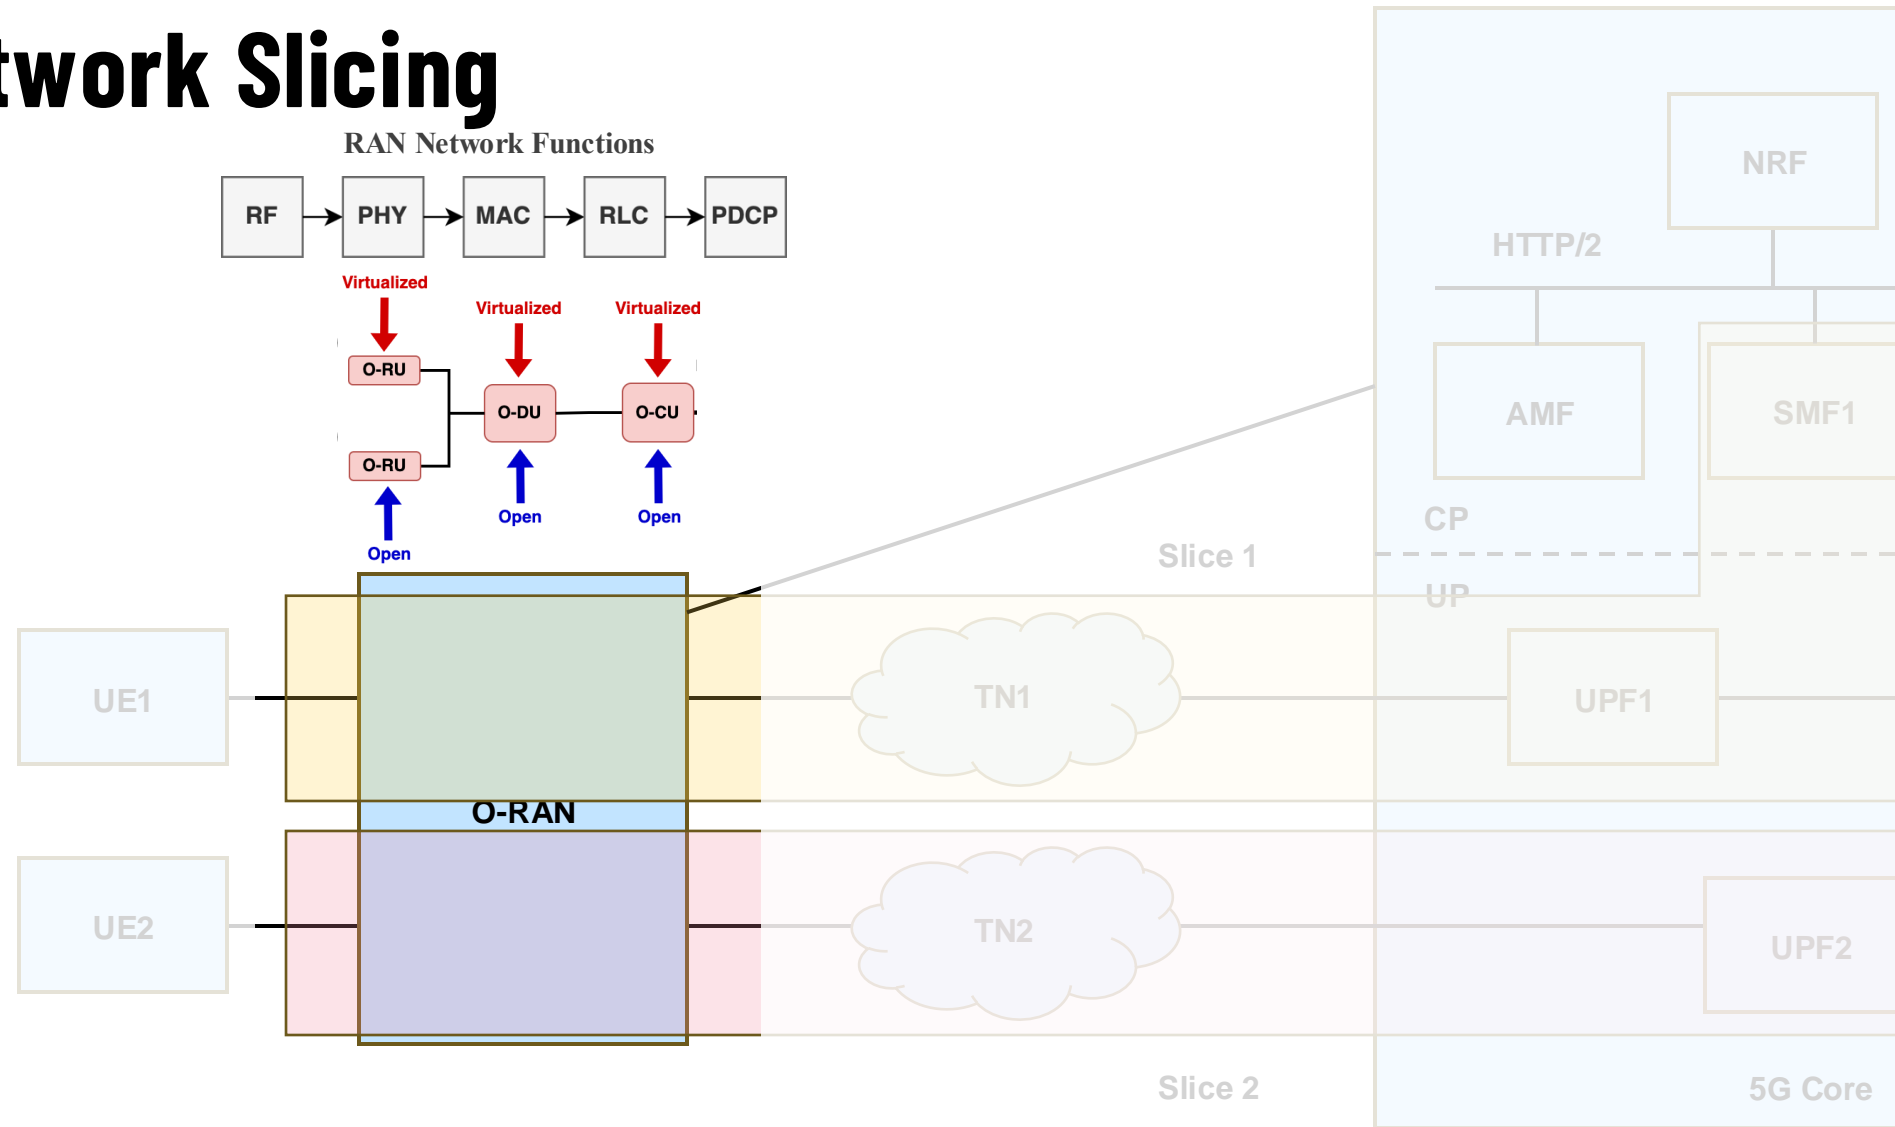 twork Slicing
RAN Network Functions
RF
PHY
MAC
RLC
PDCP
Virtualized
Virtualized
Virtualized
O-RU
O-DU
O-CU
O-RU
Open
Open
Open
NRF
HTTP/2
AMF
SMF1
CP
UP
Slice 1
UE1
TN1
UPF1
O-RAN
UE2
TN2
UPF2
Slice 2
5G Core